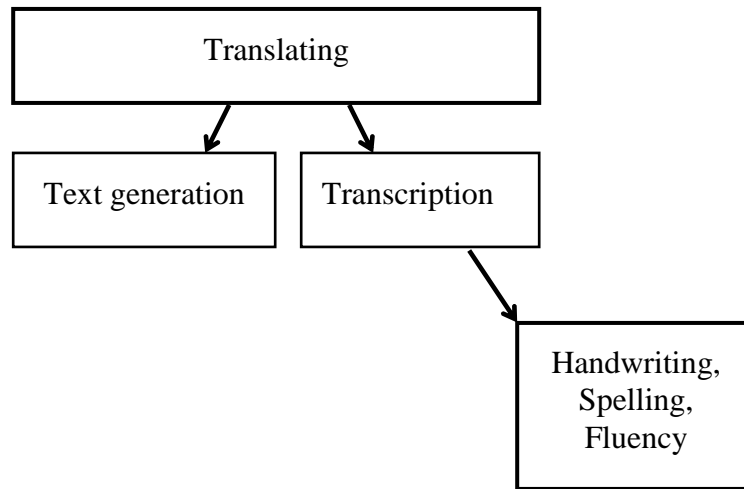 Translating
Text generation
Transcription
Handwriting,
Spelling,
Fluency